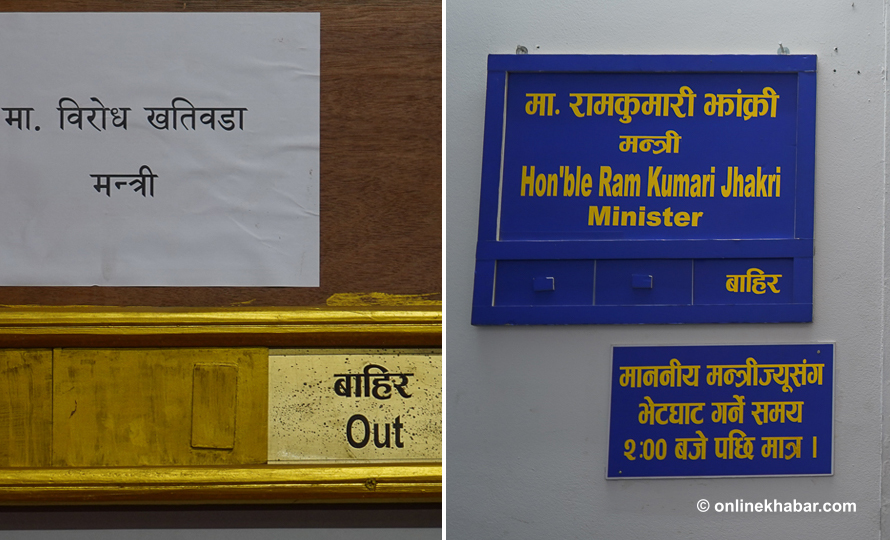 मा. विरोध खतिवडा
मन्त्री
बाहिर
Out
मा. रामकुमारी झांक्री
मन्त्री
Hon'ble Ram Kumari Jhakri
Minister
बाहिर
माननीय मन्त्रीज्यूसंग
भेटघाट गर्ने समय
२:00 बजे पछि मात्र ।
© onlinekhabar.com